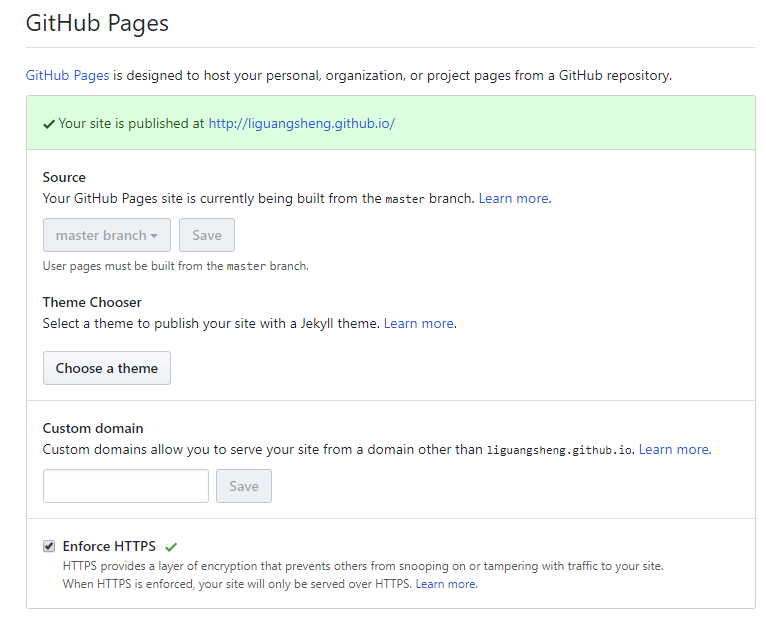 GitHub Pages
GitHub Pages is designed to host your personal, organization, or project pages from a GitHub repository.
Your site is published at http://liguangsheng.github.io/
Source
Your GitHub Pages site is currently being built from the master branch. Learn more.
master branch Save
User pages must be built from the master branch.
Theme Chooser
Select a theme to publish your site with a Jekyll theme. Learn more.
Choose a theme
Custom domain
Custom domains allow you to serve your site from a domain other than liguangsheng.github.io. Learn more.
Save
Enforce HTTPS
HTTPS provides a layer of encryption that prevents others from snooping on or tampering with traffic to your site.
When HTTPS is enforced, your site will only be served over HTTPS. Learn more.